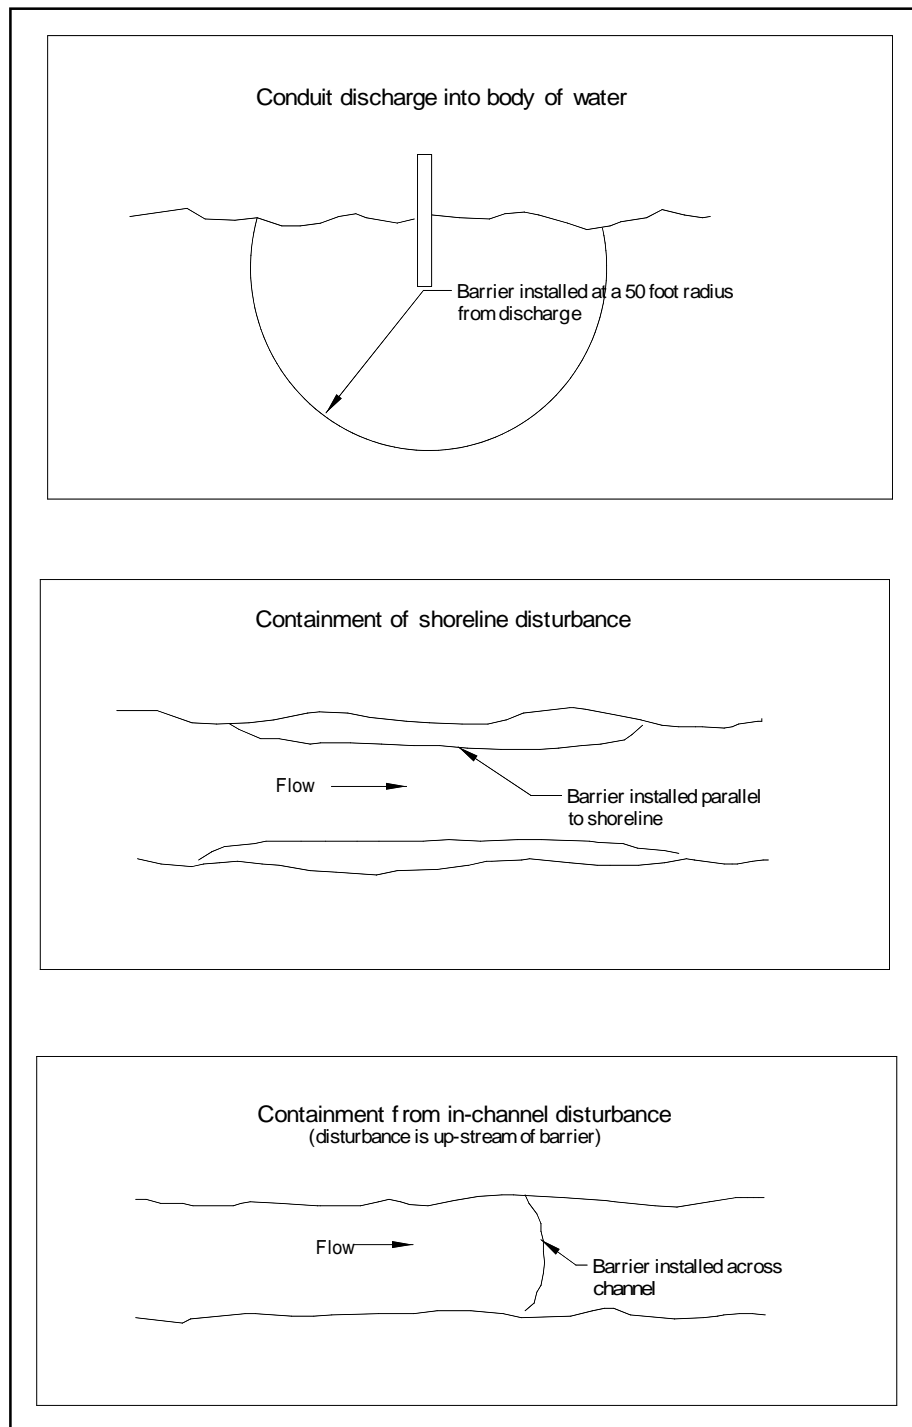 Conduit discharge into body of water
Barrier installed at a 50 foot radius
from discharge
Containment of shoreline disturbance
Flow
Barrier installed parallel
to shoreline
Containment from in-channel disturbance
(disturbance is up-stream of barrier)
Flow
Barrier installed across
channel